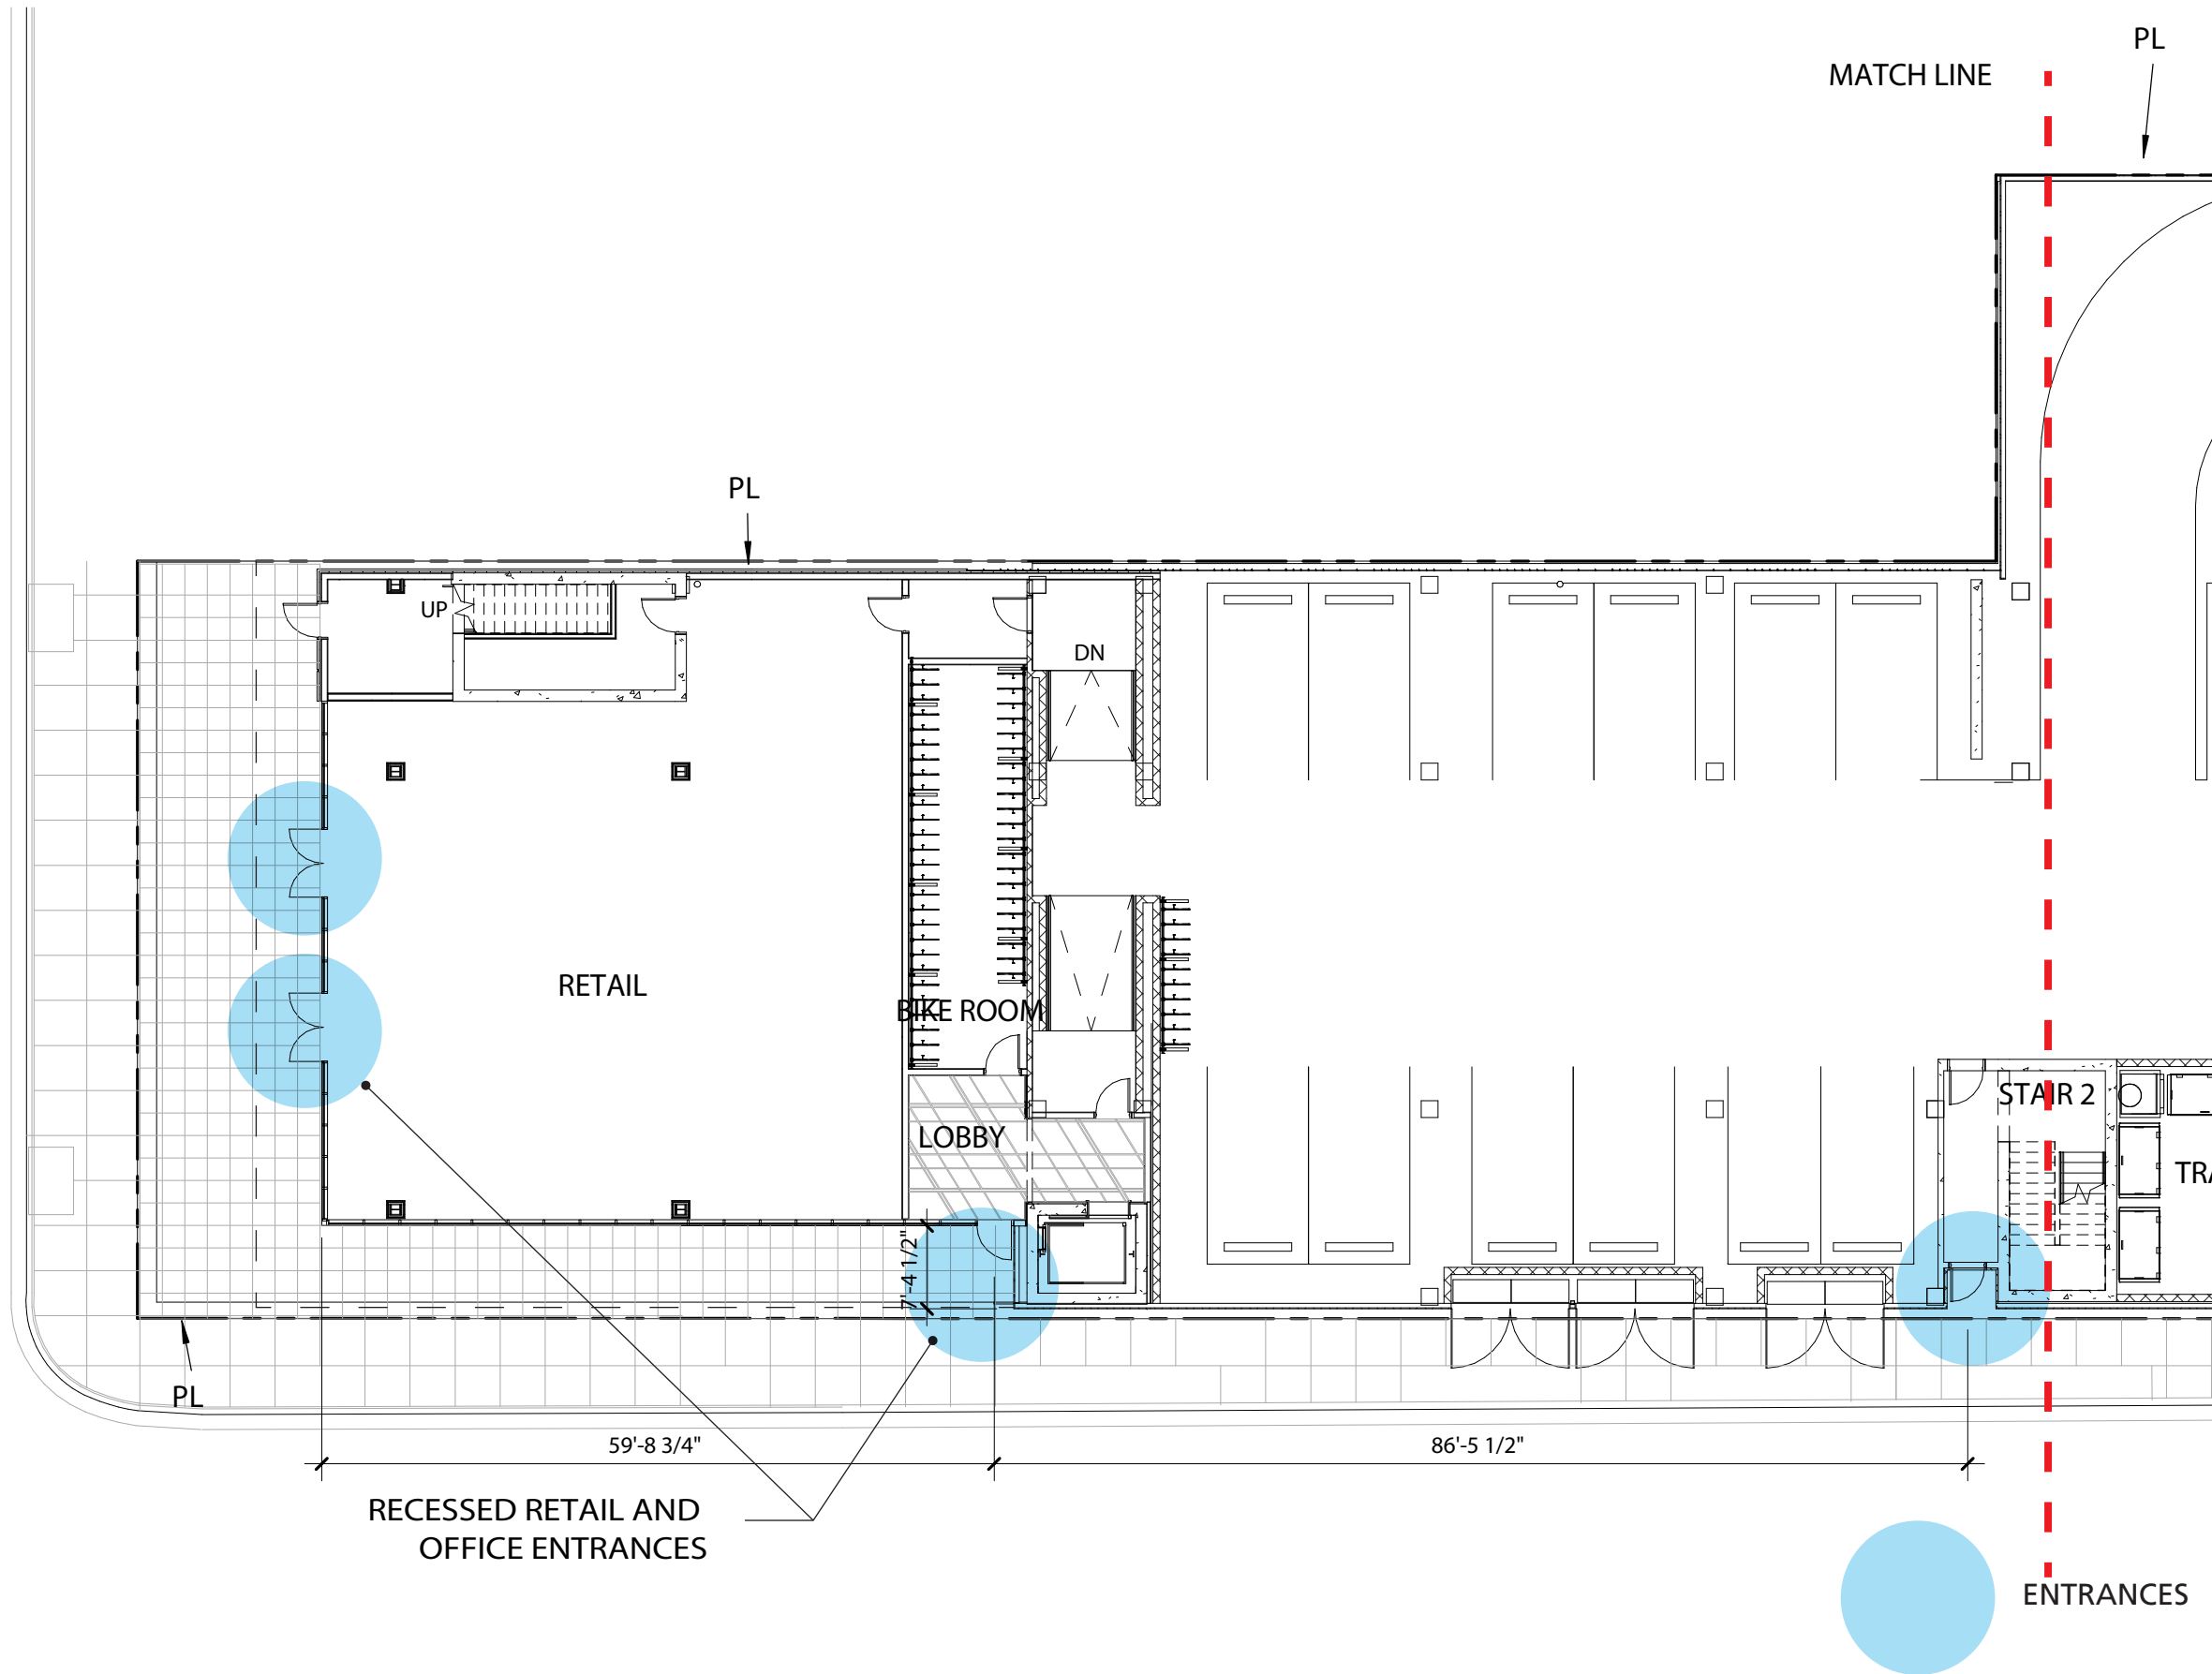 PL
MATCH LINE
PL
UP
DN
RETAIL
BIKE ROOM
STAIR 2
LOBBY
TRA
7'-4 1/2"
PL
59'-8 3/4"
86'-5 1/2"
RECESSED RETAIL AND
OFFICE ENTRANCES
ENTRANCES